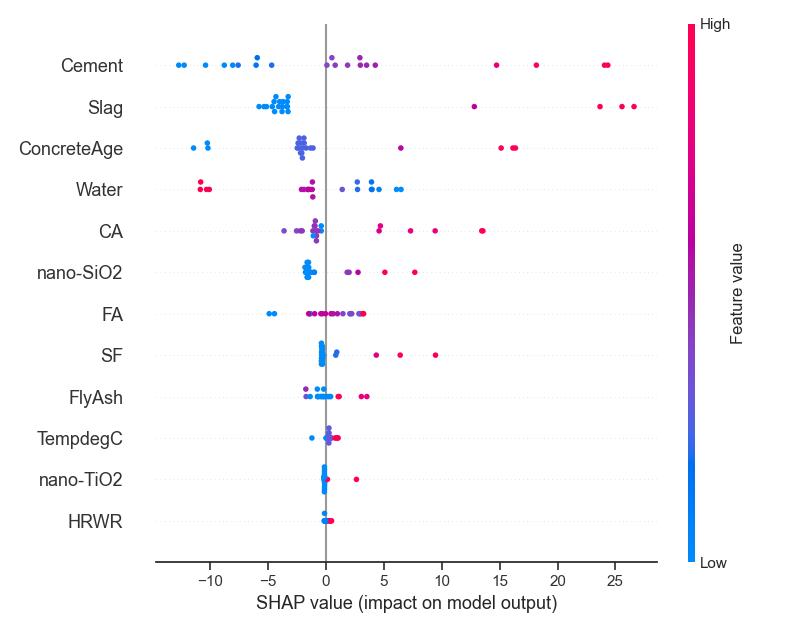 High
Cement
Slag
ConcreteAge
Water
CA
nano-SiO2
FA
SF
FlyAsh
TempdegC
nano-TiO2
HRWR
Feature value
Low
−10 −5 0 5 10 15 20 25
SHAP value (impact on model output)